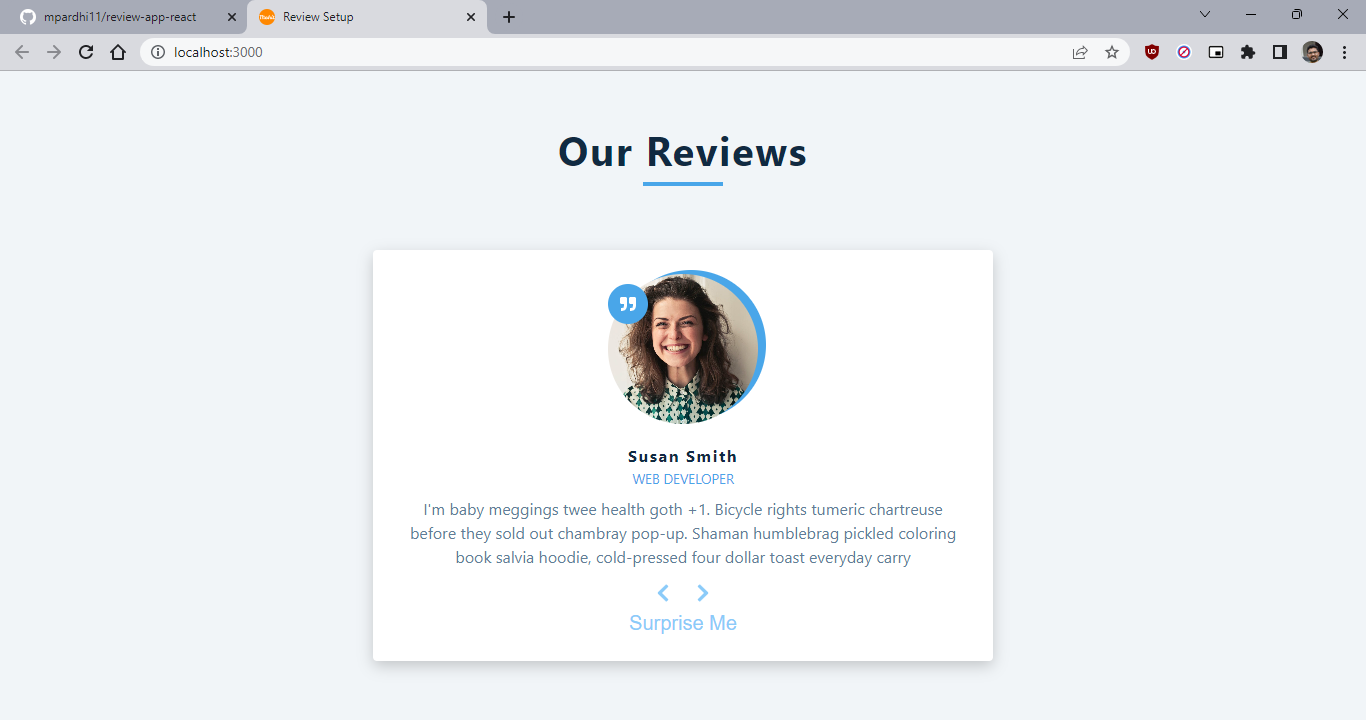 mpardhi11/review-app-react
Review Setup
localhost:3000
Our Reviews
Susan Smith
WEB DEVELOPER
I'm baby meggings twee health goth +1. Bicycle rights tumeric chartreuse
before they sold out chambray pop-up. Shaman humblebrag pickled coloring
book salvia hoodie, cold-pressed four dollar toast everyday carry
Surprise Me